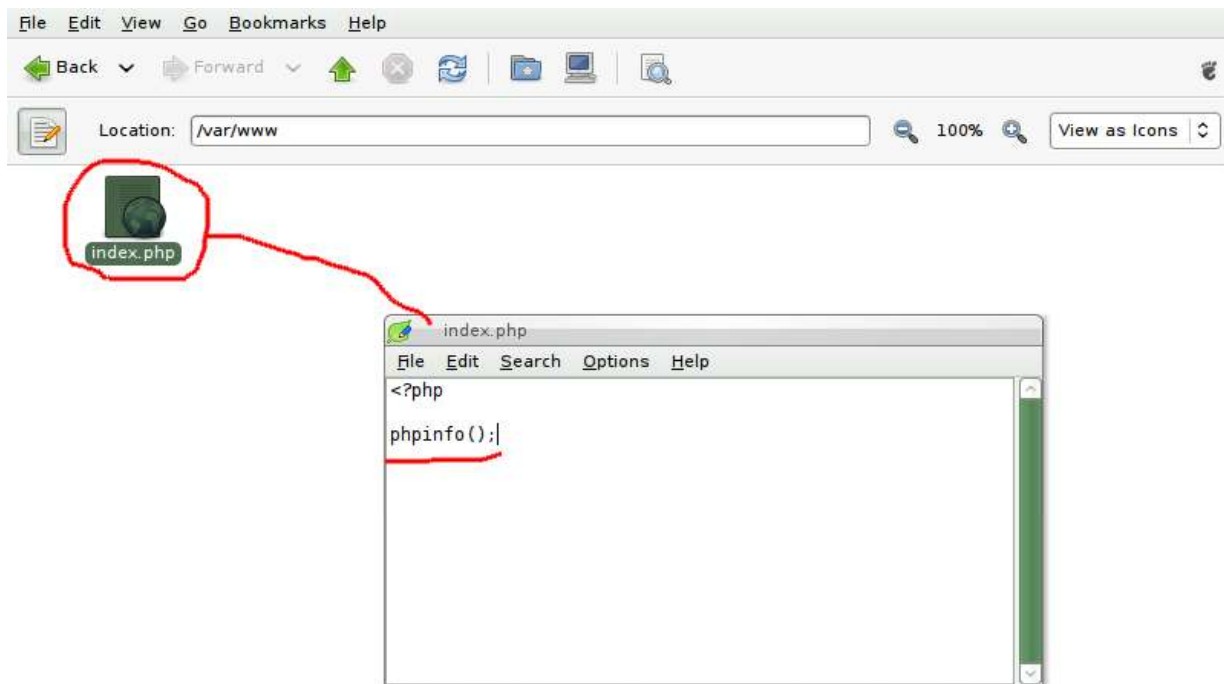 File Edit View Go Bookmarks Help
Back Forward
Location: /var/www 100% View as Icons
index.php
index.php
File Edit Search Options Help
<?php
phpinfo();